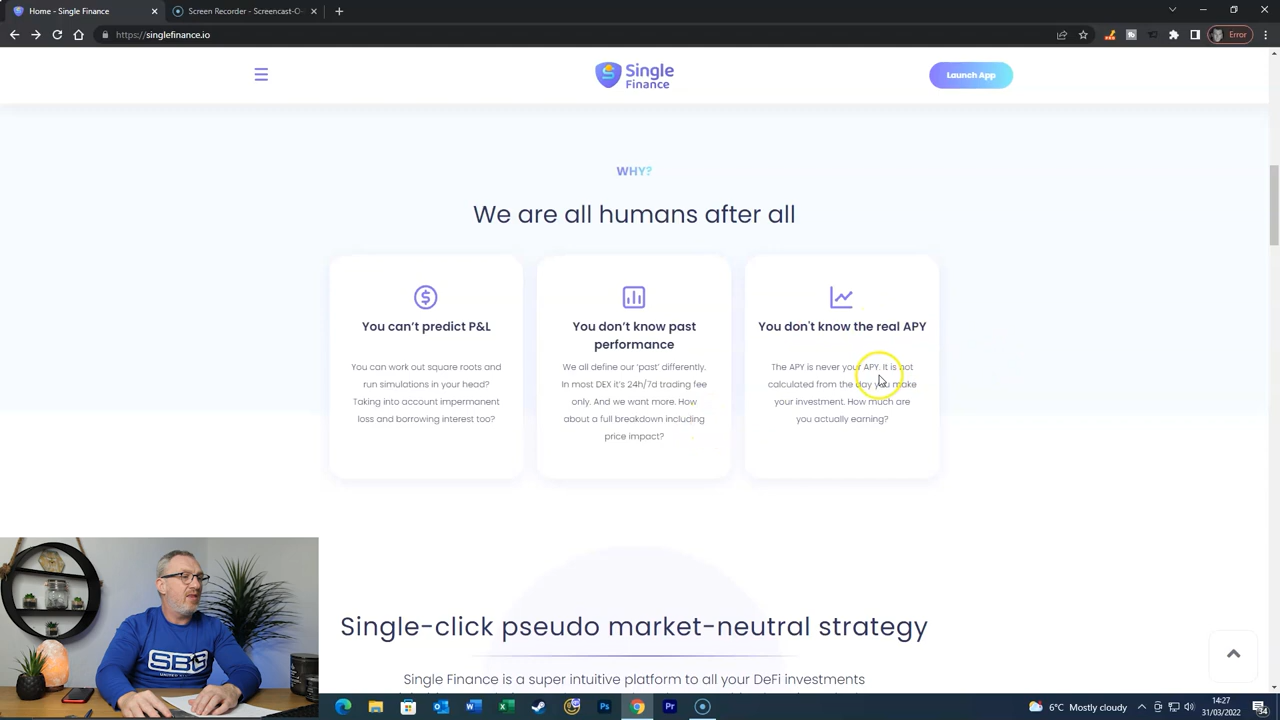 Home - Single Finance
Screen Recorder - Screencast-O-
https://singlefinance.io
Error
Single
Finance
Launch App
WHY?
We are all humans after all
You can't predict P&L
You can work out square roots and
run simulations in your head?
Taking into account impermanent
loss and borrowing interest too?
You don't know past
performance
We all define our 'past' differently.
In most DEX it's 24h/7d trading fee
only. And we want more. How
about a full breakdown including
price impact?
You don't know the real APY
The APY is never your APY. It is not
calculated from the day you make
your investment. How much are
you actually earning?
Single-click pseudo market-neutral strategy
Single Finance is a super intuitive platform to all your DeFi investments
SB
UNITED
6°C Mostly cloudy
14:27
31/03/2022